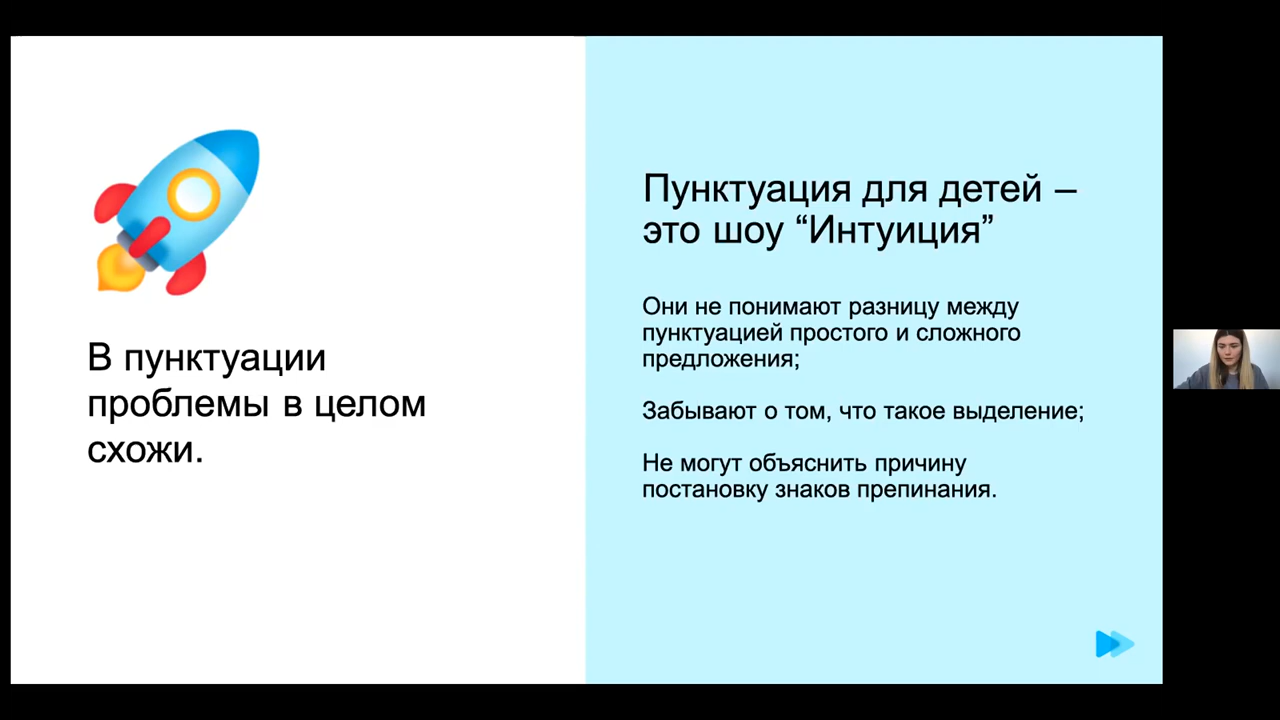 В пунктуации
проблемы в целом
схожи.
Пунктуация для детей –
это шоу “Интуиция”
Они не понимают разницу между
пунктуацией простого и сложного
предложения;
Забывают о том, что такое выделение;
Не могут объяснить причину
постановку знаков препинания.